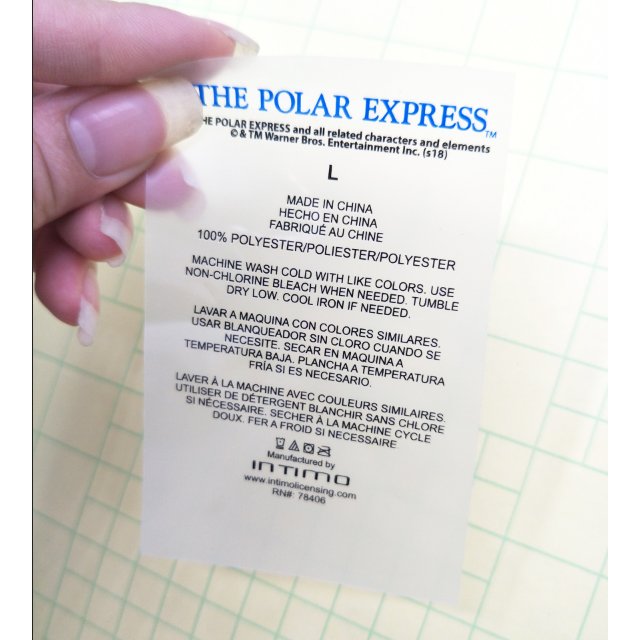 THE POLAR EXPRESS™
THE POLAR EXPRESS and all related characters and elements
© & TM Warner Bros. Entertainment Inc. (s18)
L
MADE IN CHINA
HECHO EN CHINA
FABRIQUÉ AU CHINE
100% POLYESTER/POLIESTER/POLYESTER
MACHINE WASH COLD WITH LIKE COLORS. USE
NON-CHLORINE BLEACH WHEN NEEDED. TUMBLE
DRY LOW. COOL IRON IF NEEDED.
LAVAR A MAQUINA CON COLORES SIMILARES.
USAR BLANQUEADOR SIN CLORO CUANDO SE
NECESITE. SECAR EN MAQUINA A
TEMPERATURA BAJA. PLANCHA A TEMPERATURA
FRÍA SI ES NECESARIO.
LAVER À LA MACHINE AVEC COULEURS SIMILAIRES.
UTILISER DE DÉTERGENT BLANCHIR SANS CHLORE
SI NÉCESSAIRE. SECHER À LA MACHINE CYCLE
DOUX. FER A FROID SI NECESSAIRE
Manufactured by
INTIMO
www.intimolicensing.com
RN#: 78406